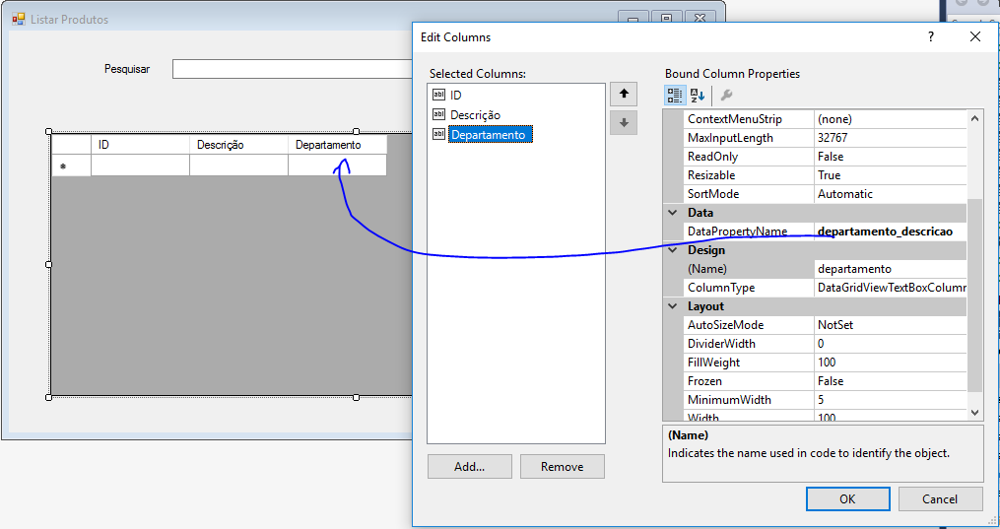 Listar Produtos
Pesquisar
ID Descrição Departamento
Edit Columns
?
Selected Columns:
ID
Descrição
Departamento
Add...
Remove
Bound Column Properties
ContextMenuStrip (none)
MaxInputLength 32767
ReadOnly False
Resizable True
SortMode Automatic
Data
DataPropertyName departamento_descricao
Design
(Name) departamento
ColumnType DataGridViewTextBoxColumn
Layout
AutoSizeMode NotSet
DividerWidth 0
FillWeight 100
Frozen False
MinimumWidth 5
Width 100
(Name)
Indicates the name used in code to identify the object.
OK
Cancel